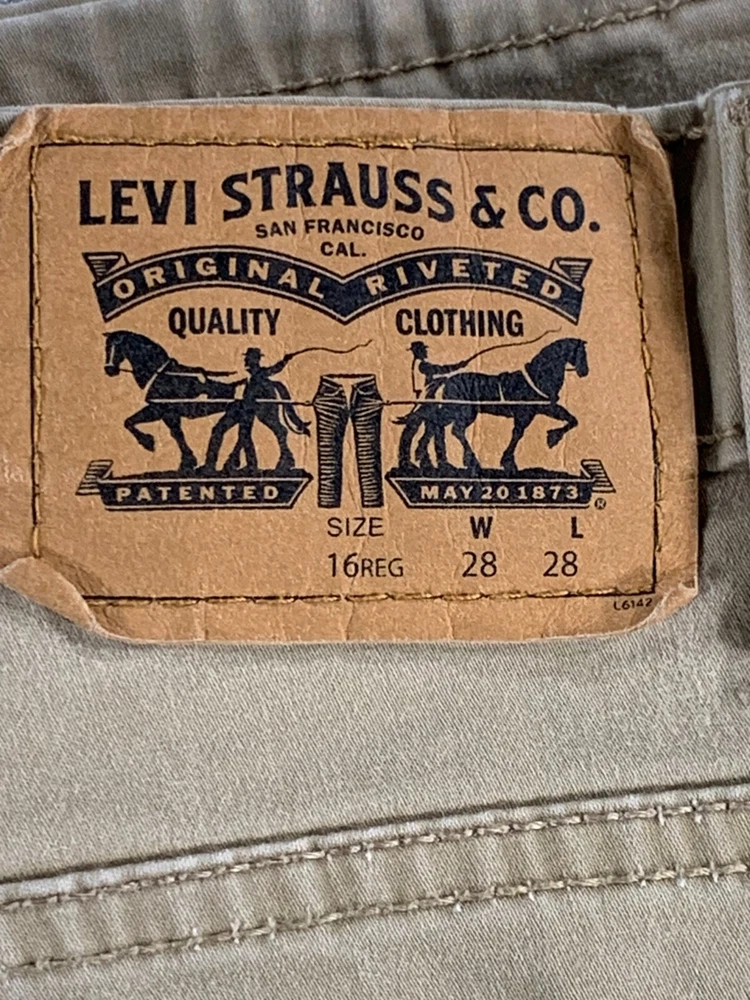 LEVI STRAUSS & CO.
SAN FRANCISCO
CAL.
ORIGINAL RIVETED
QUALITY CLOTHING
PATENTED MAY 20 1873 ®
SIZE W L
16REG 28 28
L6142